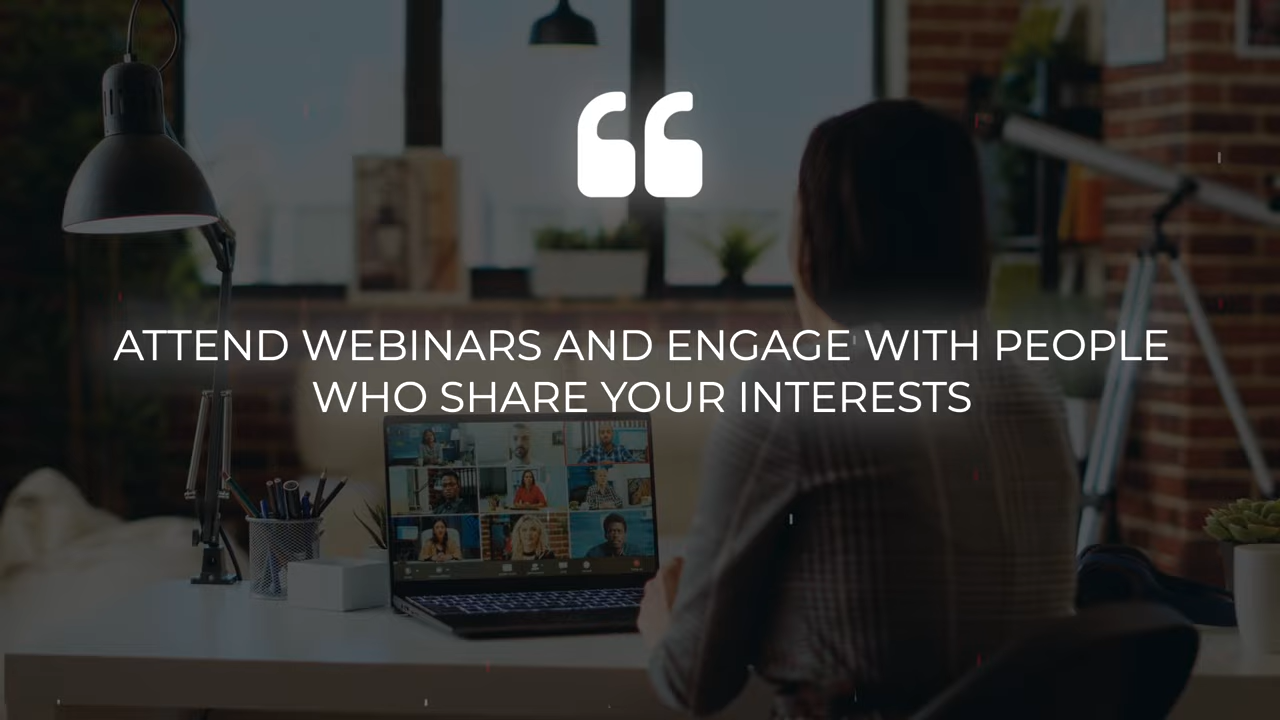 ❝
ATTEND WEBINARS AND ENGAGE WITH PEOPLE
WHO SHARE YOUR INTERESTS